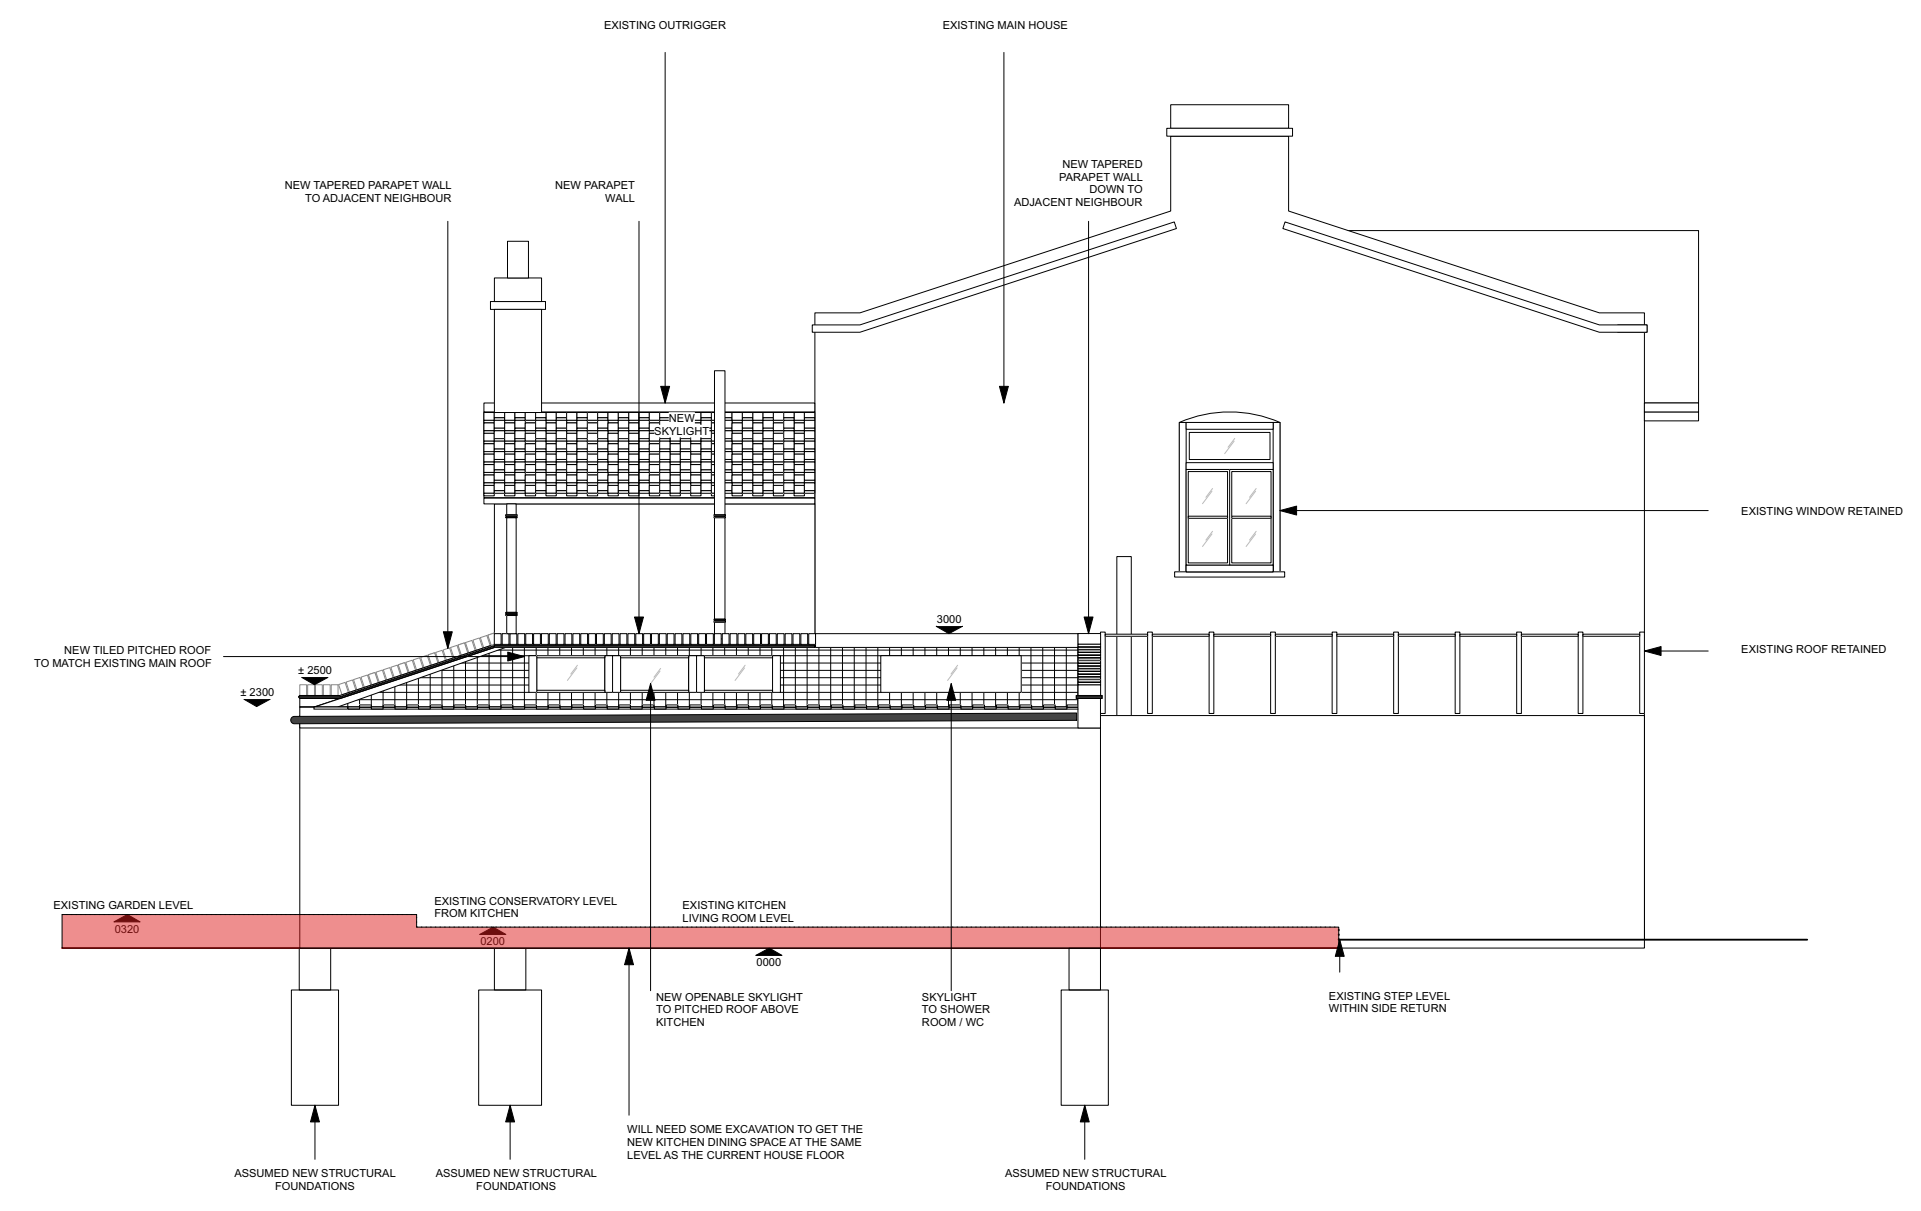 EXISTING OUTRIGGER
EXISTING MAIN HOUSE
NEW TAPERED PARAPET WALL
TO ADJACENT NEIGHBOUR
NEW PARAPET
WALL
NEW TAPERED
PARAPET WALL
DOWN TO
ADJACENT NEIGHBOUR
NEW
SKYLIGHT
EXISTING WINDOW RETAINED
3000
NEW TILED PITCHED ROOF
TO MATCH EXISTING MAIN ROOF
± 2500
± 2300
EXISTING ROOF RETAINED
EXISTING GARDEN LEVEL
0320
EXISTING CONSERVATORY LEVEL
FROM KITCHEN
0200
EXISTING KITCHEN
LIVING ROOM LEVEL
0000
NEW OPENABLE SKYLIGHT
TO PITCHED ROOF ABOVE
KITCHEN
SKYLIGHT
TO SHOWER
ROOM / WC
EXISTING STEP LEVEL
WITHIN SIDE RETURN
WILL NEED SOME EXCAVATION TO GET THE
NEW KITCHEN DINING SPACE AT THE SAME
LEVEL AS THE CURRENT HOUSE FLOOR
ASSUMED NEW STRUCTURAL
FOUNDATIONS
ASSUMED NEW STRUCTURAL
FOUNDATIONS
ASSUMED NEW STRUCTURAL
FOUNDATIONS